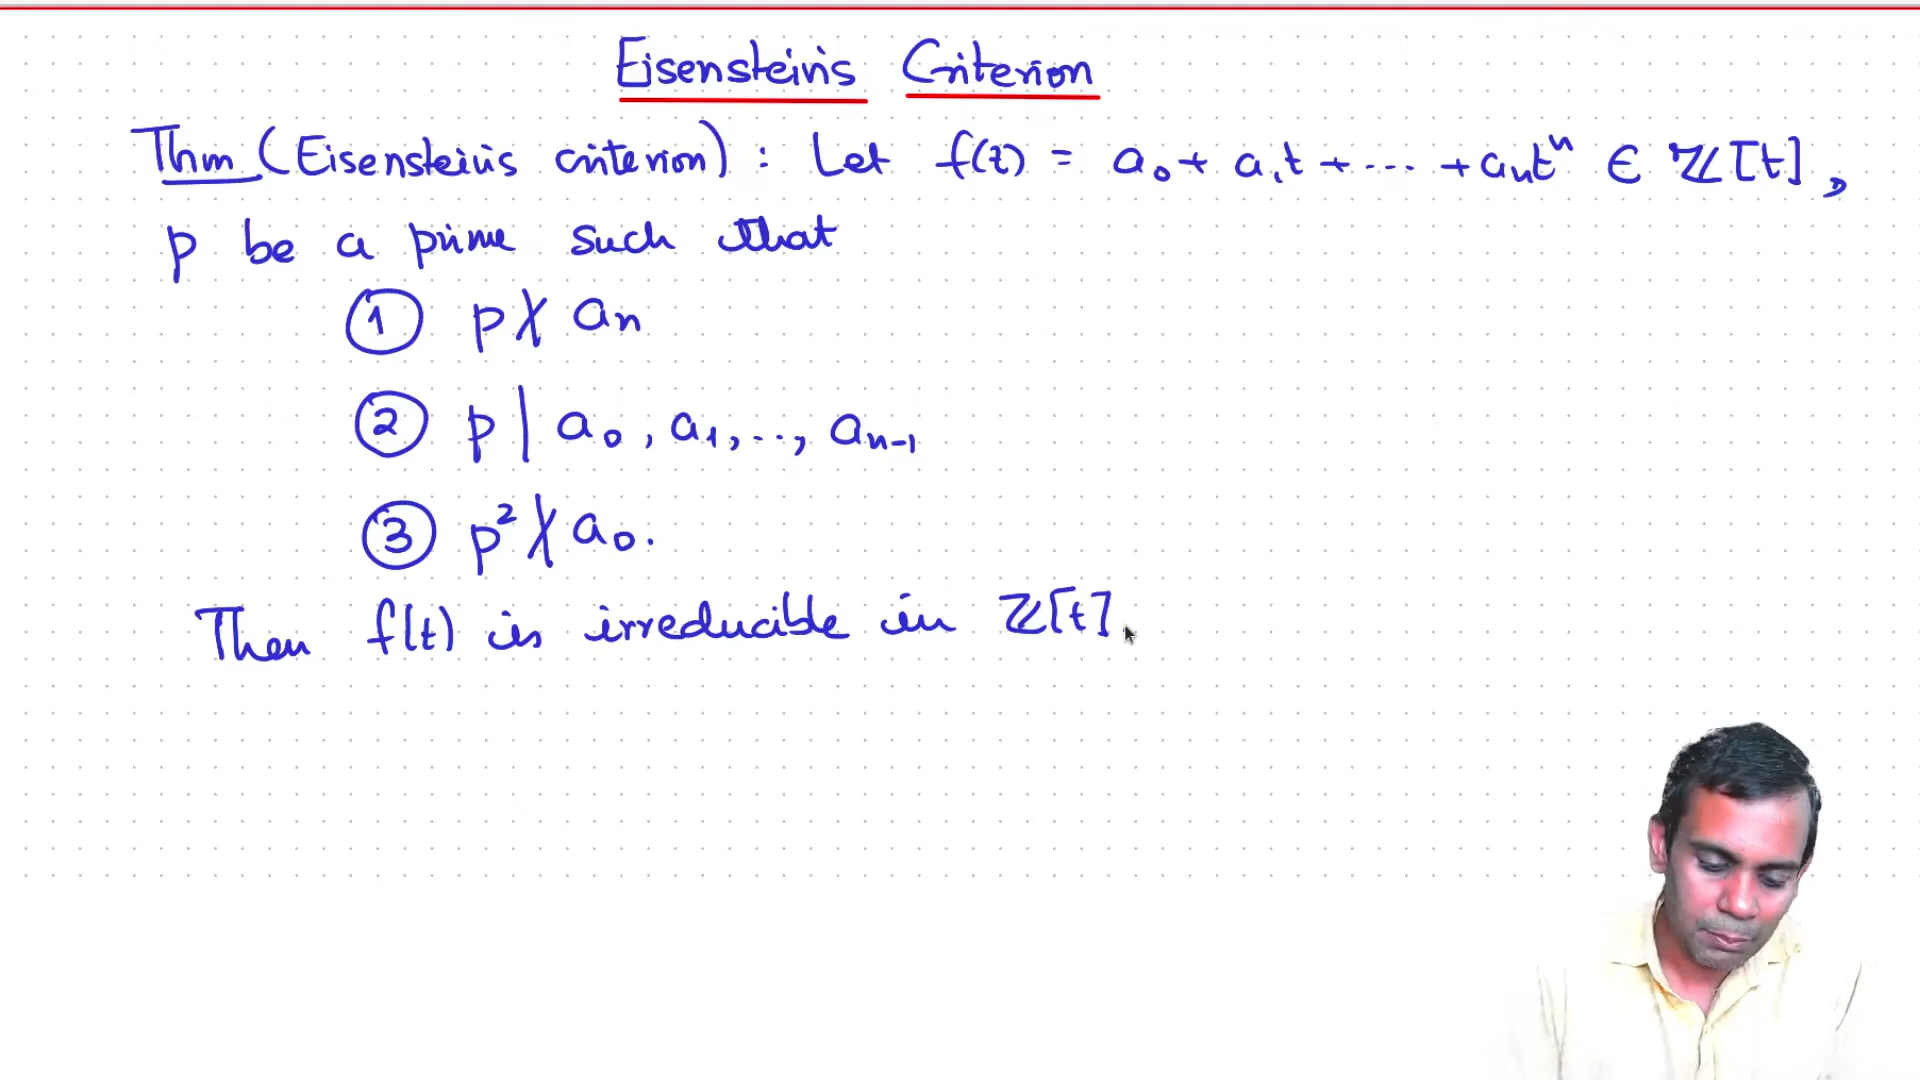 Eisenstein's Criterion
Thm (Eisenstein's criterion) : Let f(t) = a₀ + a₁t + ... + aₙtⁿ ∈ ℤ[t],
p be a prime such that
① p ∤ aₙ
② p | a₀, a₁, .., aₙ₋₁
③ p² ∤ a₀.
Then f(t) is irreducible in ℤ[t].